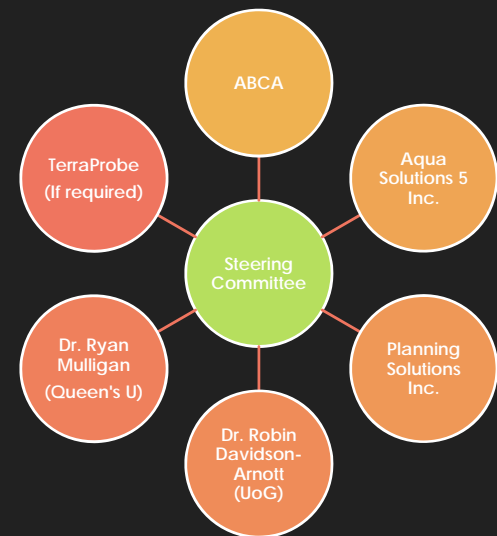 ABCA
Aqua
Solutions 5
Inc.
Planning
Solutions
Inc.
Dr. Robin
Davidson-
Arnott
(UoG)
Dr. Ryan
Mulligan
(Queen's U)
TerraProbe
(If required)
Steering
Committee